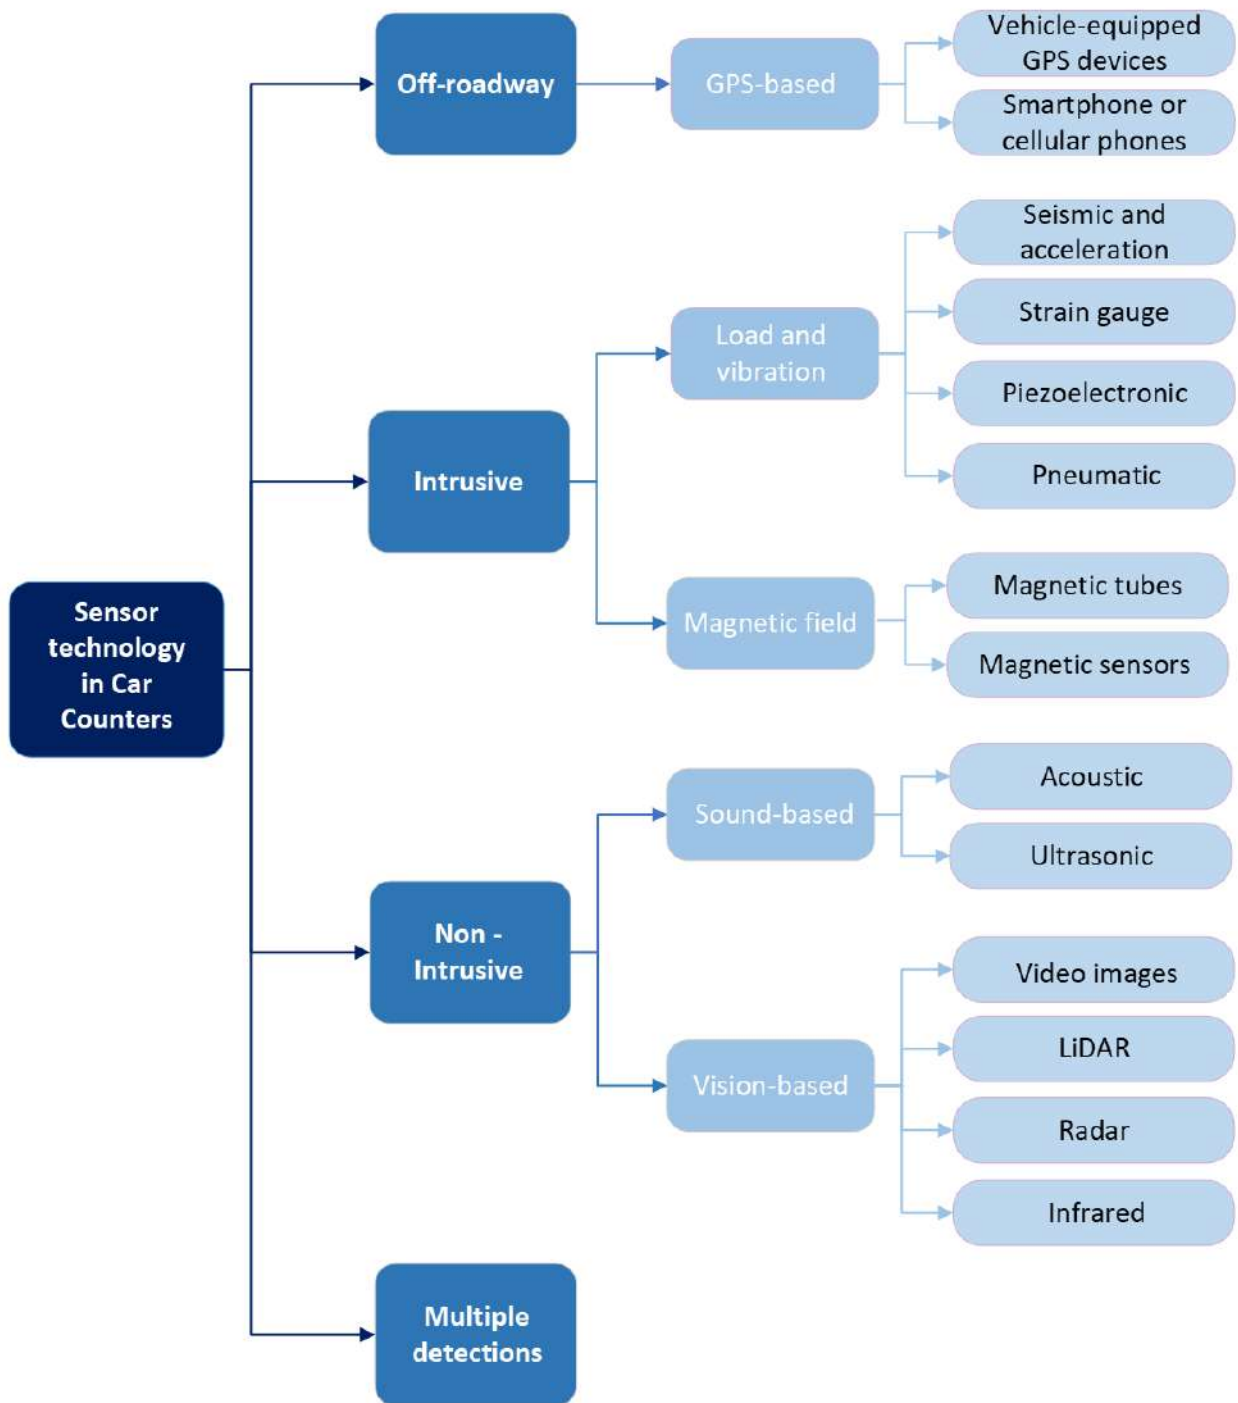 Off-roadway
GPS-based
Vehicle-equipped
GPS devices
Smartphone or
cellular phones
Sensor
technology
in Car
Counters
Intrusive
Load and
vibration
Seismic and
acceleration
Strain gauge
Piezoelectronic
Pneumatic
Magnetic field
Magnetic tubes
Magnetic sensors
Non -
Intrusive
Sound-based
Acoustic
Ultrasonic
Vision-based
Video images
LiDAR
Radar
Infrared
Multiple
detections